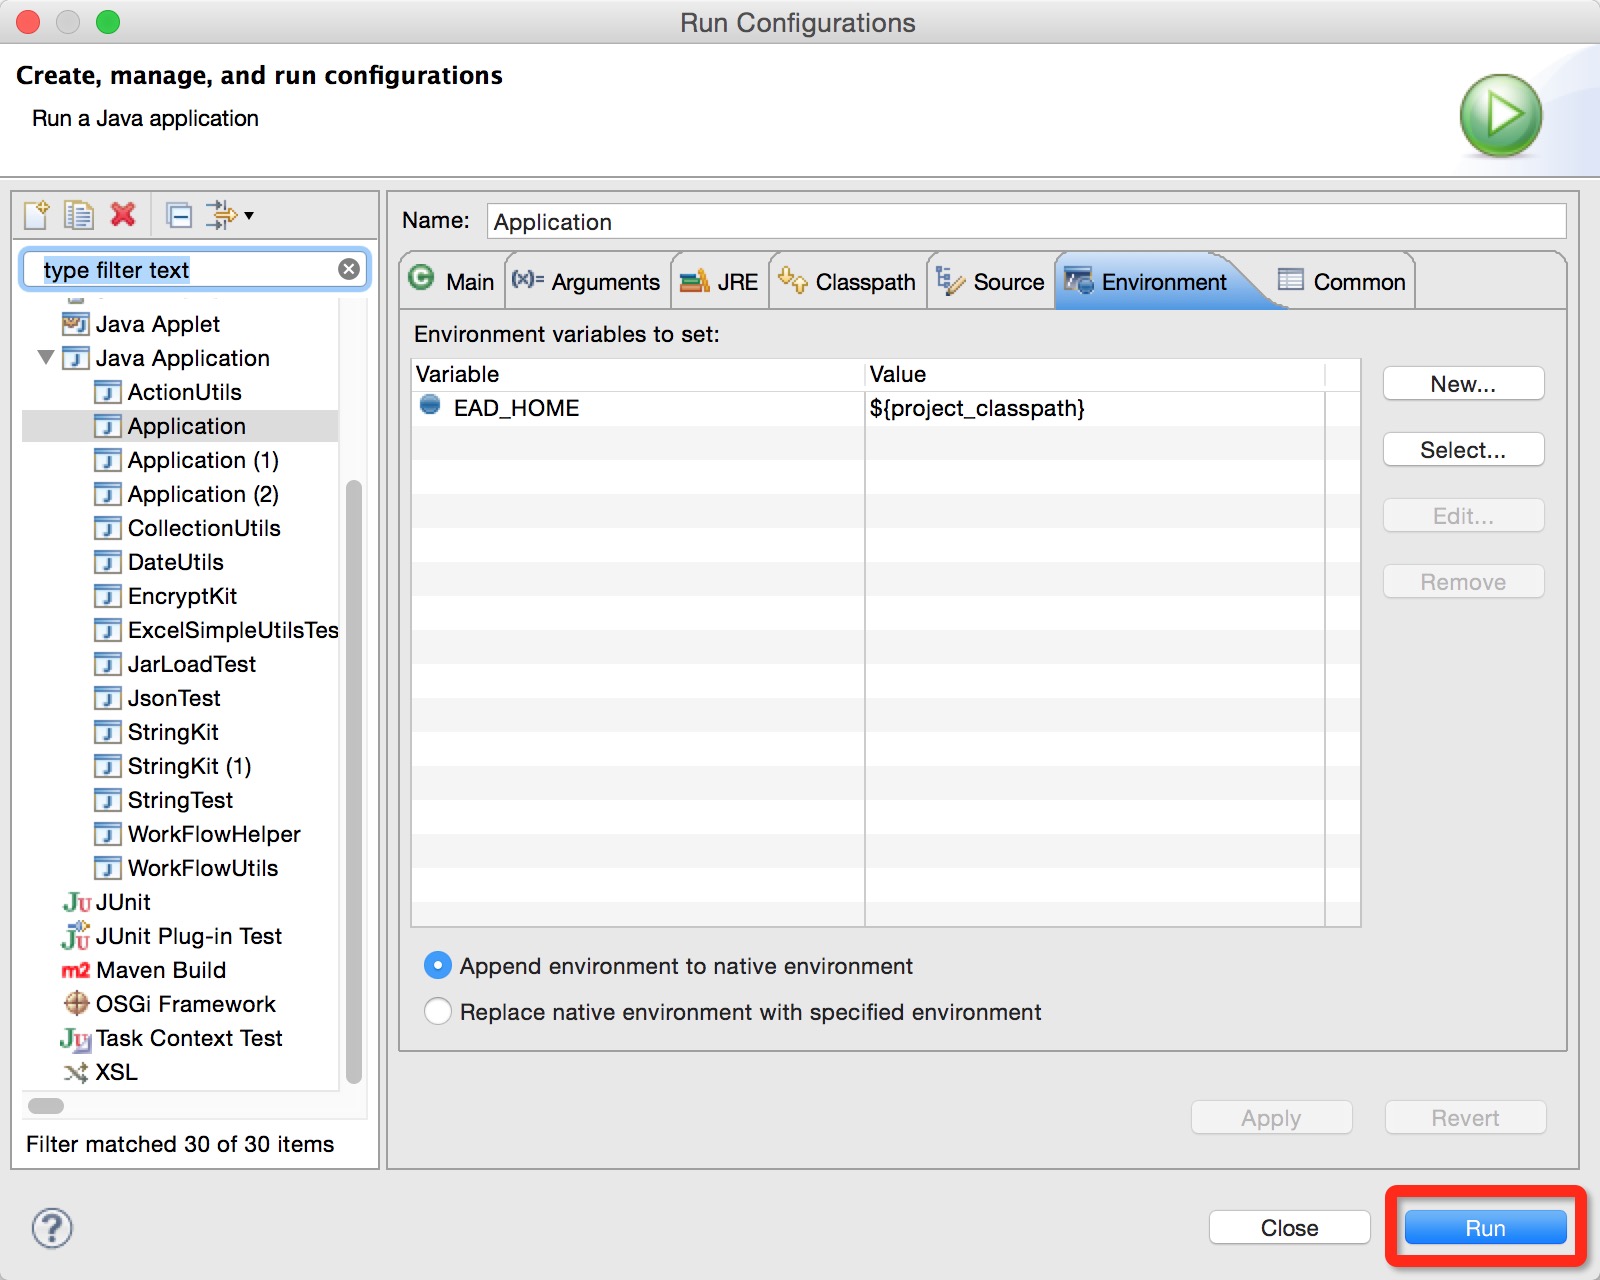 Run Configurations
Create, manage, and run configurations
Run a Java application
type filter text
Java Applet
Java Application
ActionUtils
Application
Application (1)
Application (2)
CollectionUtils
DateUtils
EncryptKit
ExcelSimpleUtilsTes
JarLoadTest
JsonTest
StringKit
StringKit (1)
StringTest
WorkFlowHelper
WorkFlowUtils
JU JUnit
JU JUnit Plug-in Test
m2 Maven Build
OSGi Framework
JU Task Context Test
XSL
Filter matched 30 of 30 items
Name: Application
Main (x)= Arguments JRE Classpath Source Environment Common
Environment variables to set:
Variable Value
EAD_HOME ${project_classpath}
New...
Select...
Edit...
Remove
Append environment to native environment
Replace native environment with specified environment
Apply Revert
? Close Run